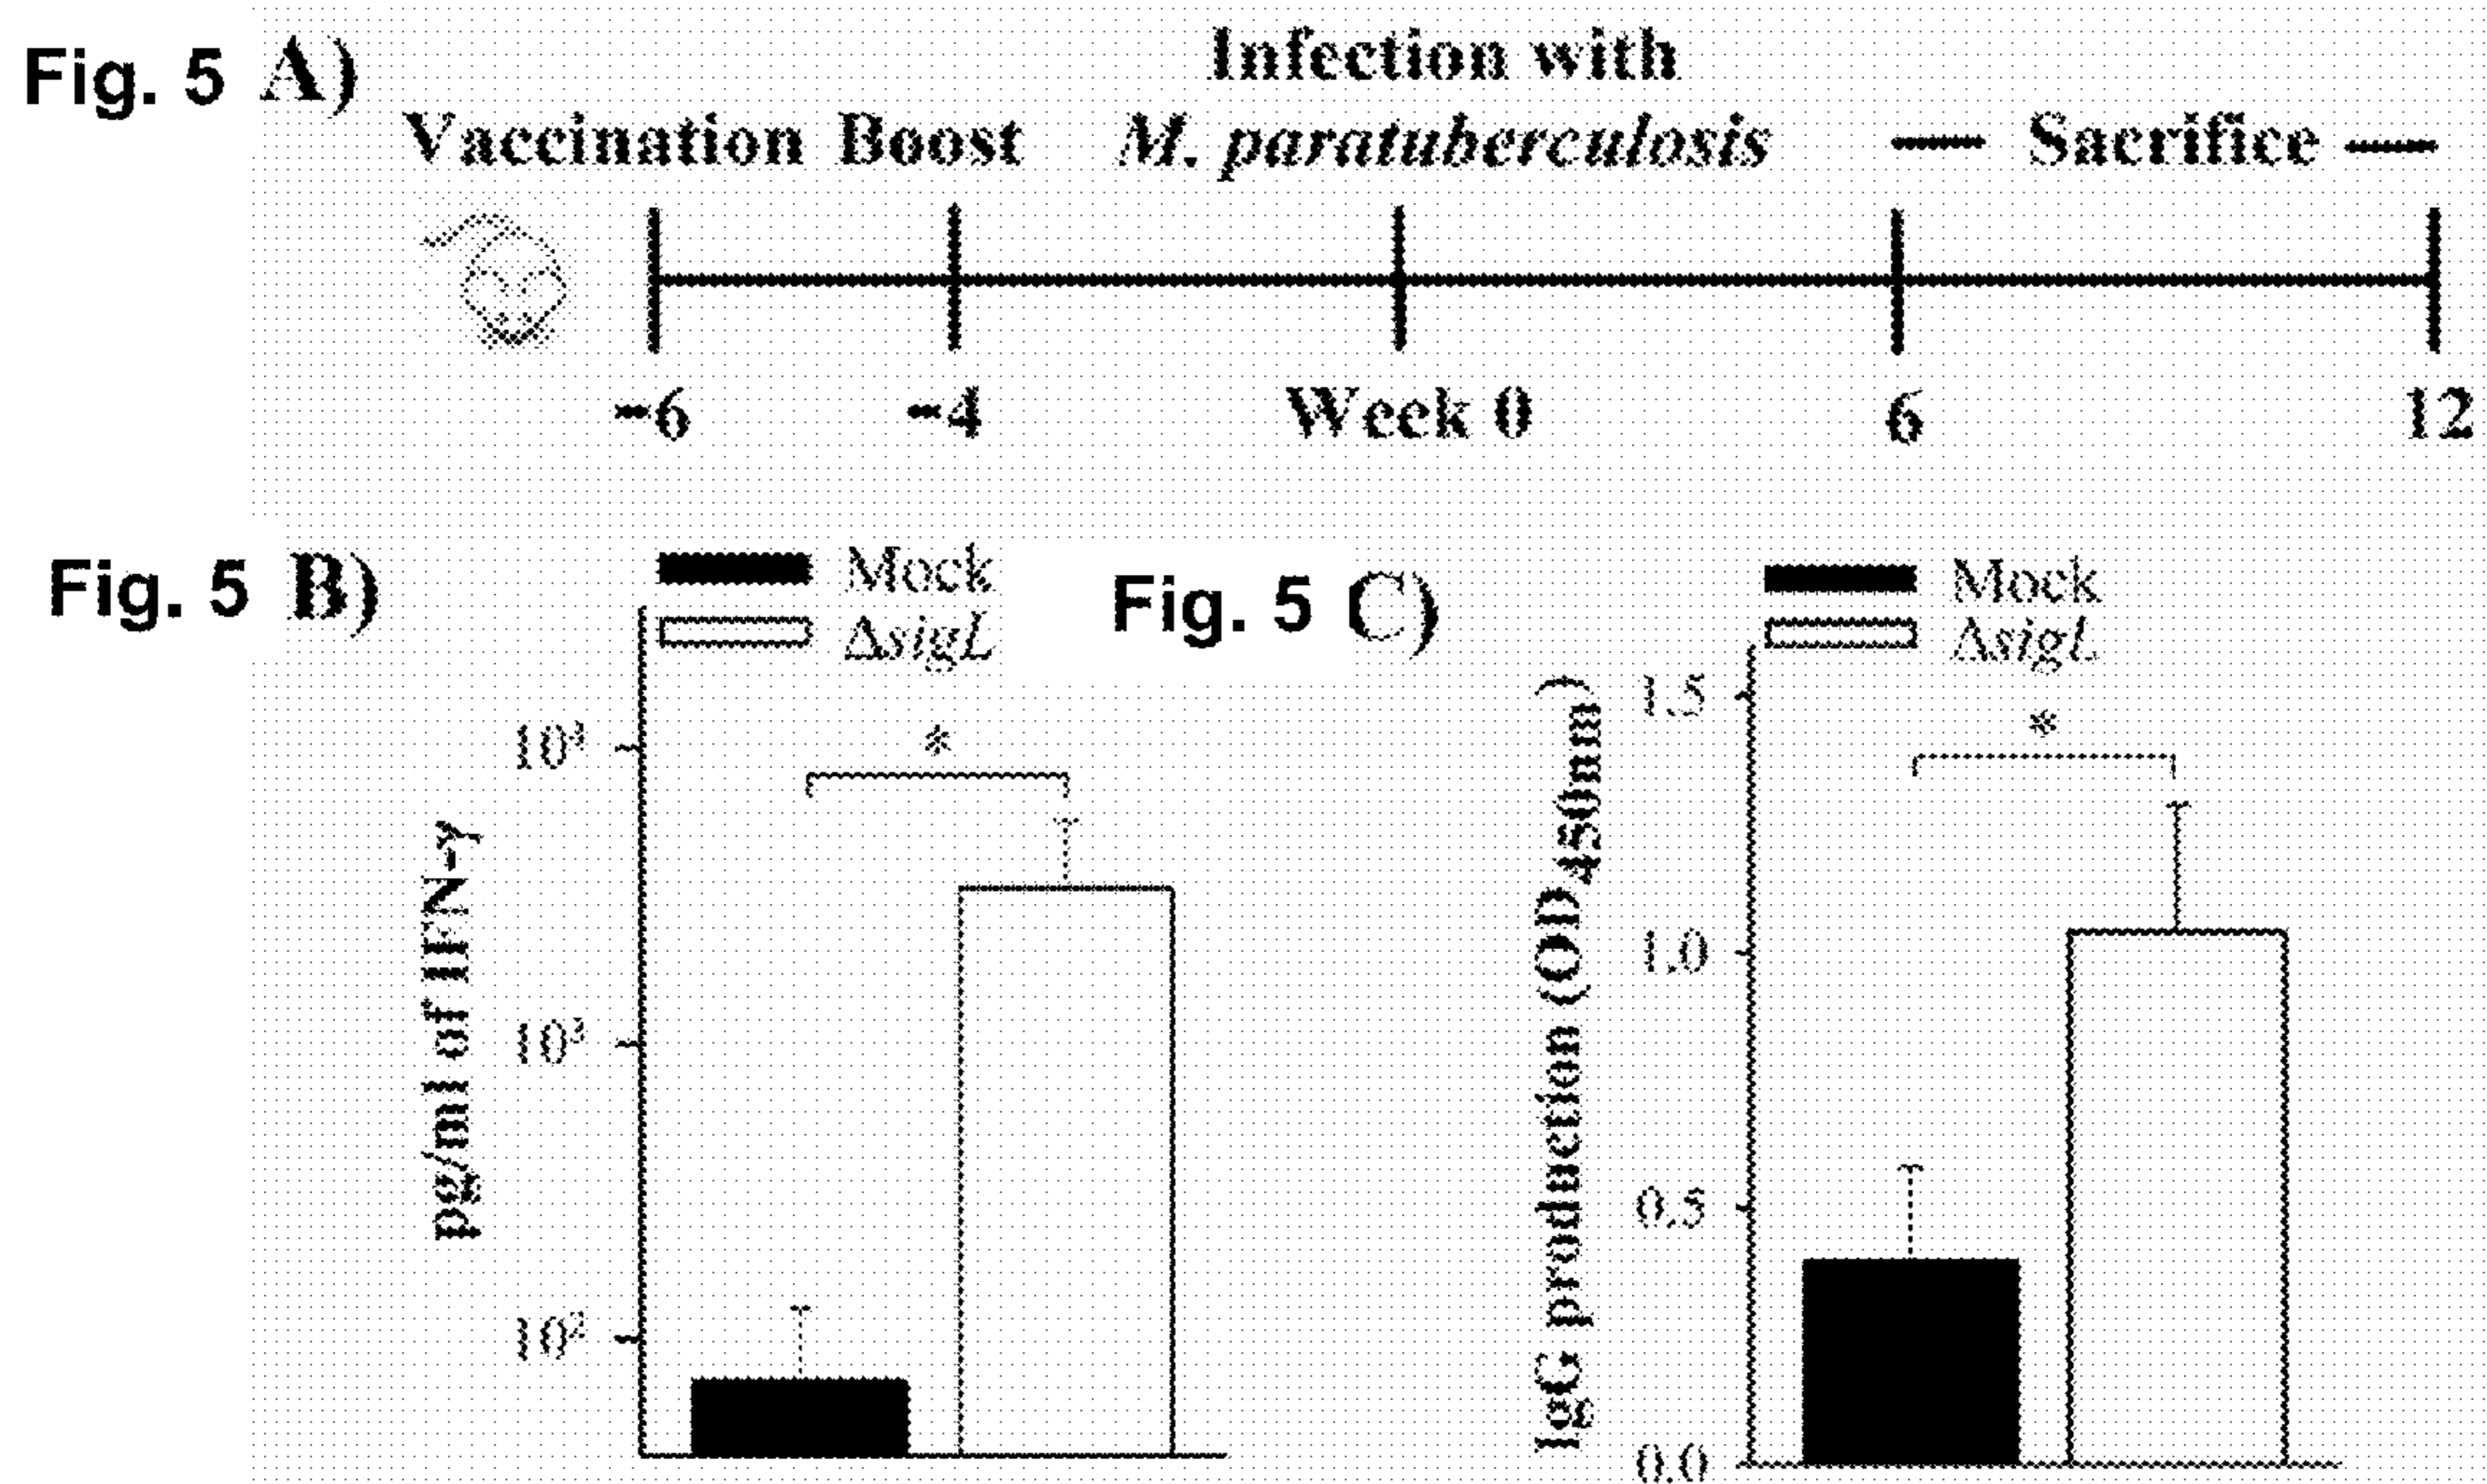 Fig. 5 A)
Infection with
Vaccination Boost M. paratuberculosis — Sacrifice —
-6 -4 Week 0 6 12
Fig. 5 B)
Mock
ΔsigL
10⁴
*
10³
10²
pg/ml of IFN-γ
Fig. 5 C)
Mock
ΔsigL
1.5
*
1.0
0.5
0.0
IgG production (OD₄₅₀nm)